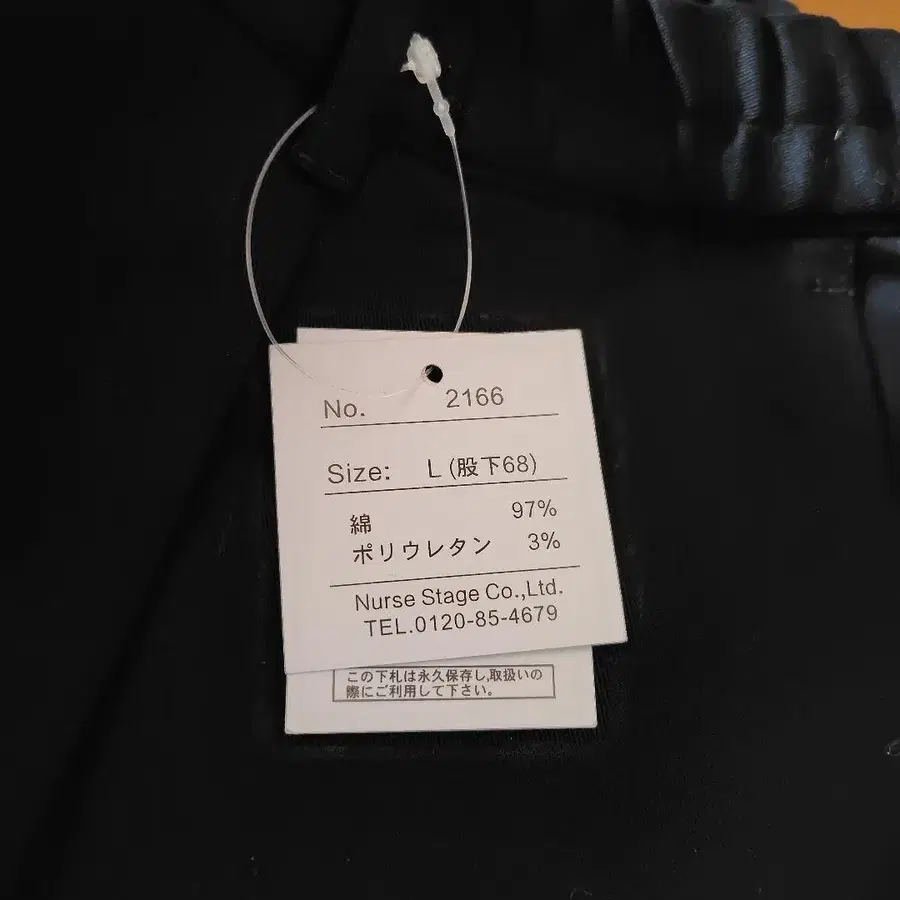 No. 2166
Size: L (股下68)
綿 97%
ポリウレタン 3%
Nurse Stage Co.,Ltd.
TEL.0120-85-4679
この下札は永久保存し,取扱いの
際にご利用して下さい。